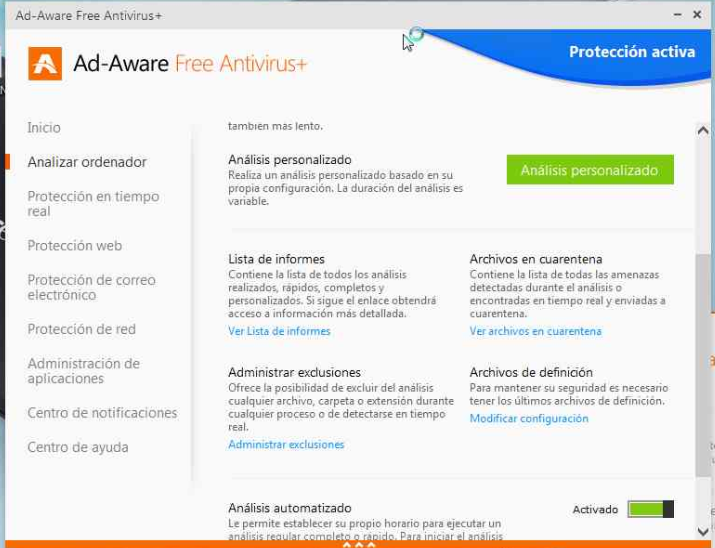 Ad-Aware Free Antivirus+
Protección activa
Ad-Aware Free Antivirus+
Inicio
Analizar ordenador
Protección en tiempo
real
Protección web
Protección de correo
electrónico
Protección de red
Administración de
aplicaciones
Centro de notificaciones
Centro de ayuda
también más lento.
Análisis personalizado
Realiza un análisis personalizado basado en su
propia configuración. La duración del análisis es
variable.
Análisis personalizado
Lista de informes
Contiene la lista de todos los análisis
realizados, rápidos, completos y
personalizados. Si sigue el enlace obtendrá
acceso a información más detallada.
Ver Lista de informes
Archivos en cuarentena
Contiene la lista de todas las amenazas
detectadas durante el análisis o
encontradas en tiempo real y enviadas a
cuarentena.
Ver archivos en cuarentena
Administrar exclusiones
Ofrece la posibilidad de excluir del análisis
cualquier archivo, carpeta o extensión durante
cualquier proceso o de detectarse en tiempo
real.
Administrar exclusiones
Archivos de definición
Para mantener su seguridad es necesario
tener los últimos archivos de definición.
Modificar configuración
Análisis automatizado
Le permite establecer su propio horario para ejecutar un
análisis regular completo o rápido. Para iniciar el análisis
Activado